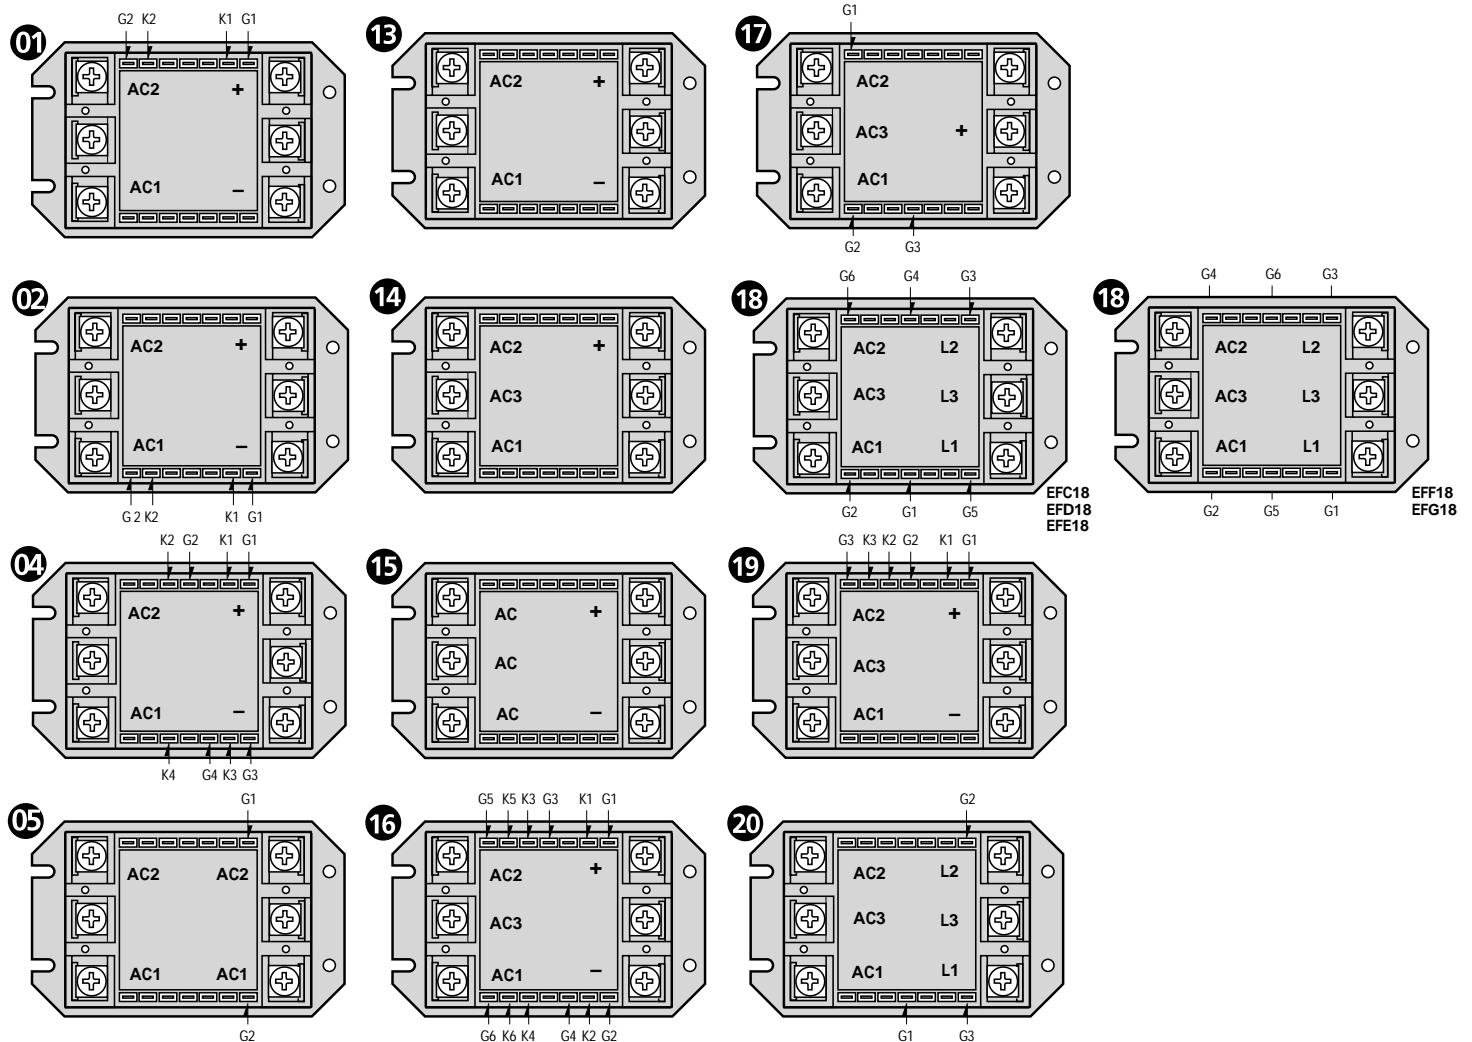 01
G2 K2 K1 G1
AC2 +
AC1 –
13
AC2 +
AC1 –
17
G1
AC2
AC3 +
AC1
G2 G3
02
AC2 +
AC1 –
G 2 K2 K1 G1
14
AC2 +
AC3
AC1
18
G6 G4 G3
AC2 L2
AC3 L3
AC1 L1
G2 G1 G5
EFC18
EFD18
EFE18
18
G4 G6 G3
AC2 L2
AC3 L3
AC1 L1
G2 G5 G1
EFF18
EFG18
04
K2 G2 K1 G1
AC2 +
AC1 –
K4 G4 K3 G3
15
AC +
AC
AC –
19
G3 K3 K2 G2 K1 G1
AC2 +
AC3
AC1 –
05
G1
AC2 AC2
AC1 AC1
G2
16
G5 K5 K3 G3 K1 G1
AC2 +
AC3
AC1 –
G6 K6 K4 G4 K2 G2
20
G2
AC2 L2
AC3 L3
AC1 L1
G1 G3